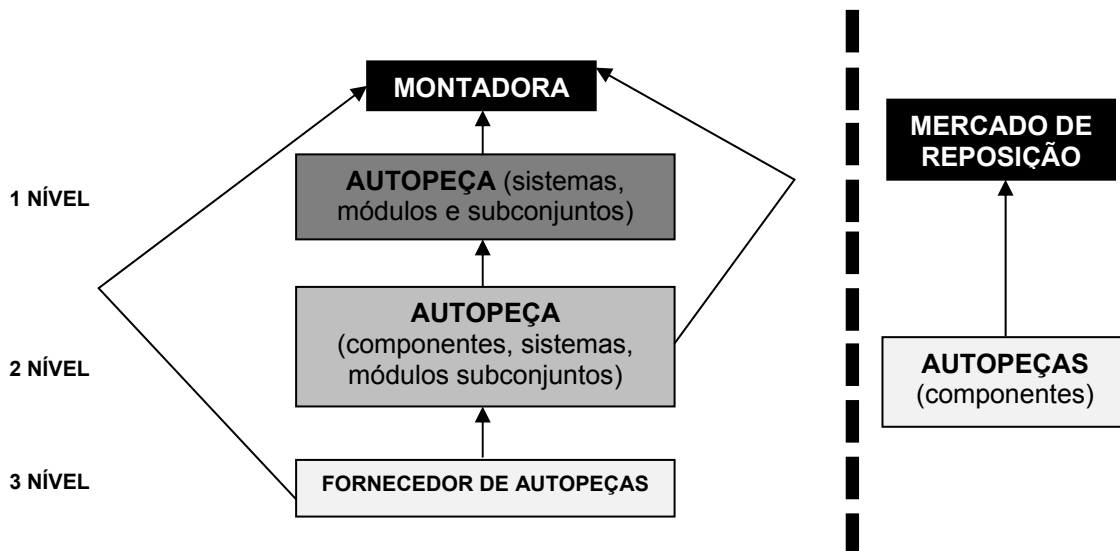 MONTADORA
MERCADO DE
REPOSIÇÃO
1 NÍVEL
AUTOPEÇA (sistemas,
módulos e subconjuntos)
2 NÍVEL
AUTOPEÇA
(componentes, sistemas,
módulos subconjuntos)
AUTOPEÇAS
(componentes)
3 NÍVEL
FORNECEDOR DE AUTOPEÇAS